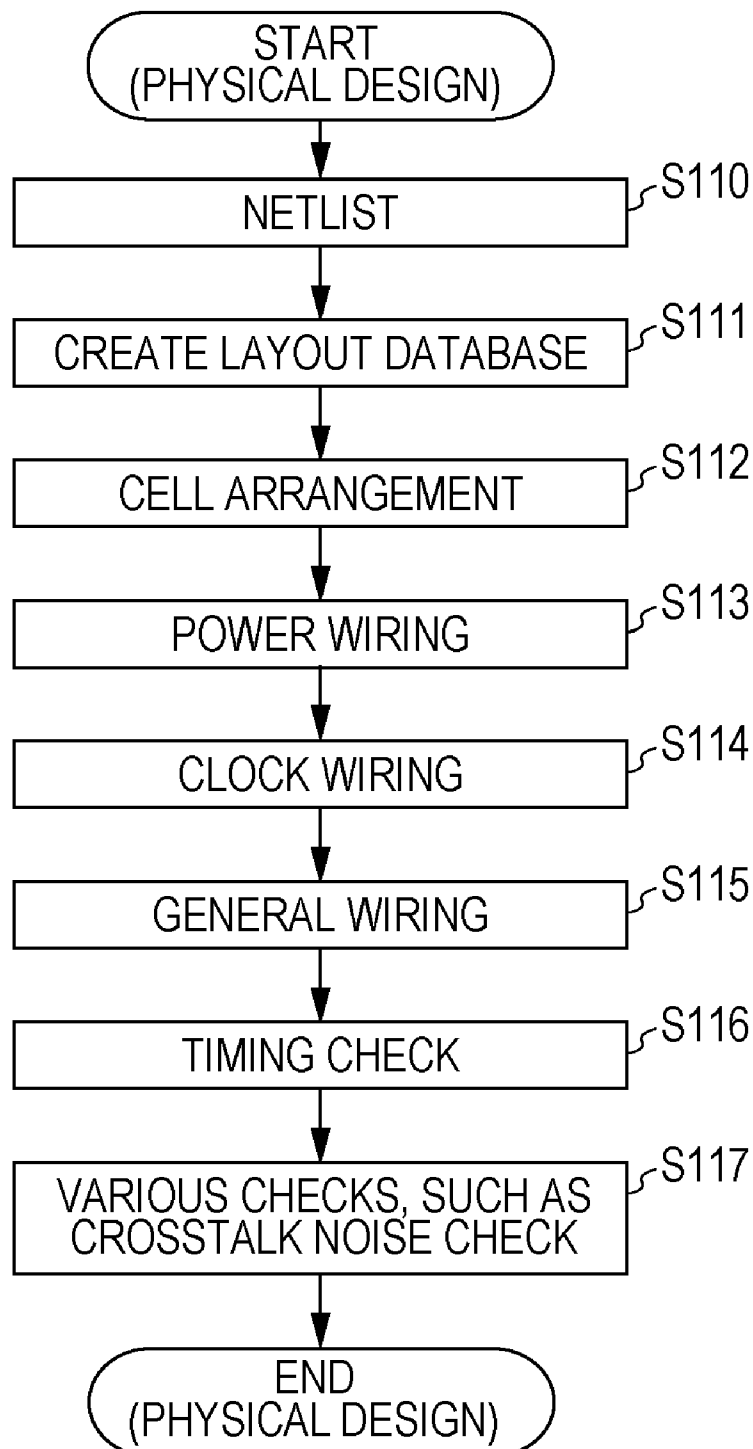 START
(PHYSICAL DESIGN)
NETLIST
S110
CREATE LAYOUT DATABASE
S111
CELL ARRANGEMENT
S112
POWER WIRING
S113
CLOCK WIRING
S114
GENERAL WIRING
S115
TIMING CHECK
S116
VARIOUS CHECKS, SUCH AS
CROSSTALK NOISE CHECK
S117
END
(PHYSICAL DESIGN)